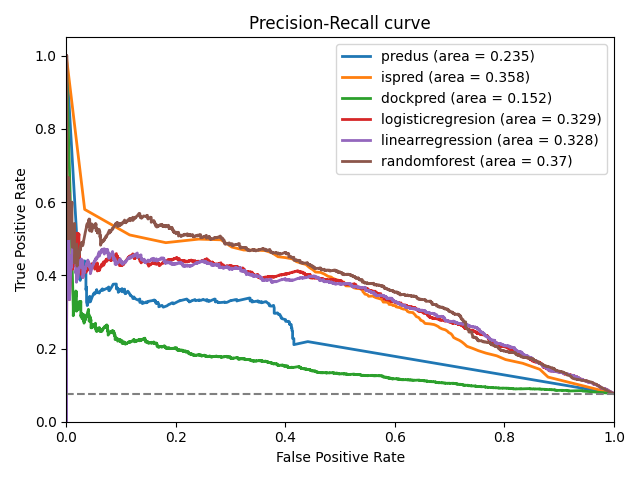 Precision-Recall curve
predus (area = 0.235)
ispred (area = 0.358)
dockpred (area = 0.152)
logisticregresion (area = 0.329)
linearregression (area = 0.328)
randomforest (area = 0.37)
True Positive Rate
1.0
0.8
0.6
0.4
0.2
0.0
0.0 0.2 0.4 0.6 0.8 1.0
False Positive Rate